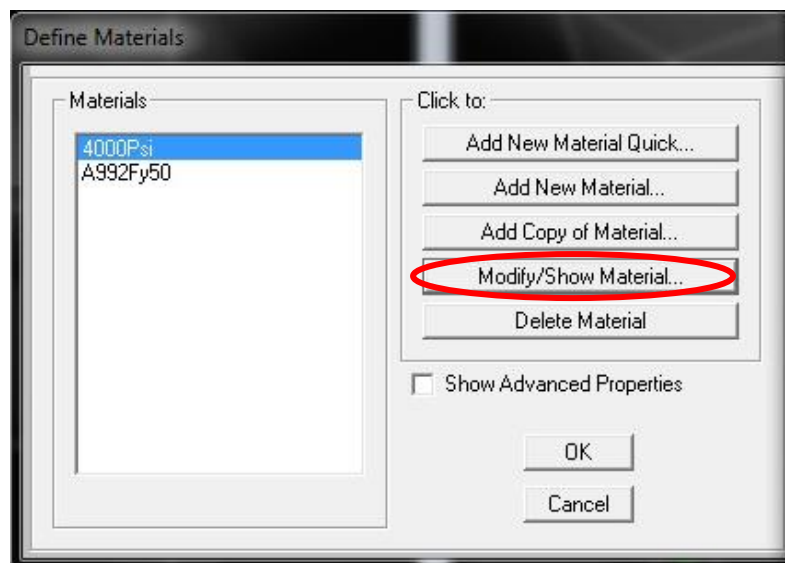 Define Materials
Materials
4000Psi
A992Fy50
Click to:
Add New Material Quick...
Add New Material...
Add Copy of Material...
Modify/Show Material...
Delete Material
Show Advanced Properties
OK
Cancel